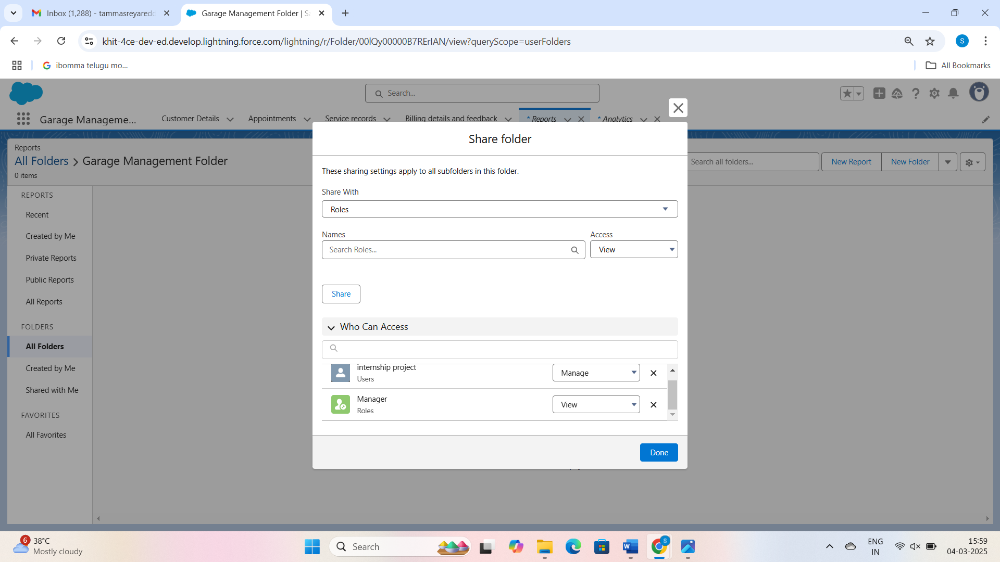 Inbox (1,288) - tammasreyaredd
Garage Management Folder | Sa
khit-4ce-dev-ed.develop.lightning.force.com/lightning/r/Folder/00lQy00000B7RErIAN/view?queryScope=userFolders
S
ibomma telugu mo...
All Bookmarks
Search...
Garage Manageme...
Customer Details
Appointments
Service records
Billing details and feedback
* Reports
* Analytics
Reports
All Folders > Garage Management Folder
0 items
Search all folders...
New Report
New Folder
REPORTS
Recent
Created by Me
Private Reports
Public Reports
All Reports
FOLDERS
All Folders
Created by Me
Shared with Me
FAVORITES
All Favorites
Share folder
These sharing settings apply to all subfolders in this folder.
Share With
Roles
Names
Access
Search Roles...
View
Share
Who Can Access
internship project
Users
Manage
Manager
Roles
View
Done
6
38°C
Mostly cloudy
Search
S
ENG
IN
15:59
04-03-2025